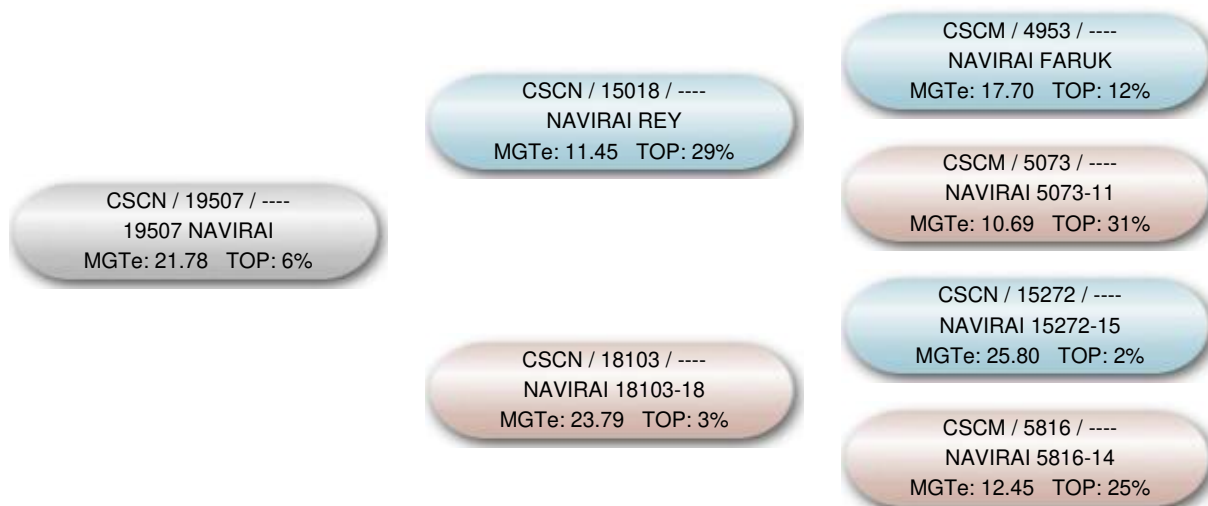 CSCN / 19507 / ----
19507 NAVIRAI
MGTe: 21.78 TOP: 6%
CSCN / 15018 / ----
NAVIRAI REY
MGTe: 11.45 TOP: 29%
CSCN / 18103 / ----
NAVIRAI 18103-18
MGTe: 23.79 TOP: 3%
CSCM / 4953 / ----
NAVIRAI FARUK
MGTe: 17.70 TOP: 12%
CSCM / 5073 / ----
NAVIRAI 5073-11
MGTe: 10.69 TOP: 31%
CSCN / 15272 / ----
NAVIRAI 15272-15
MGTe: 25.80 TOP: 2%
CSCM / 5816 / ----
NAVIRAI 5816-14
MGTe: 12.45 TOP: 25%